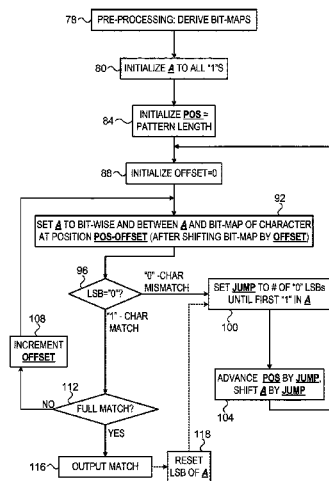 78
PRE-PROCESSING: DERIVE BIT-MAPS
80
INITIALIZE A TO ALL "1"S
84
INITIALIZE POS =
PATTERN LENGTH
88
INITIALIZE OFFSET=0
92
SET A TO BIT-WISE AND BETWEEN A AND BIT-MAP OF CHARACTER
AT POSITION POS-OFFSET (AFTER SHIFTING BIT-MAP BY OFFSET)
96
LSB="0"?
"0" -CHAR
MISMATCH
"1" - CHAR
MATCH
SET JUMP TO # OF "0" LSBs
UNTIL FIRST "1" IN A
100
108
INCREMENT
OFFSET
ADVANCE POS BY JUMP,
SHIFT A BY JUMP
104
112
NO
FULL MATCH?
YES
118
116
OUTPUT MATCH
RESET
LSB OF A